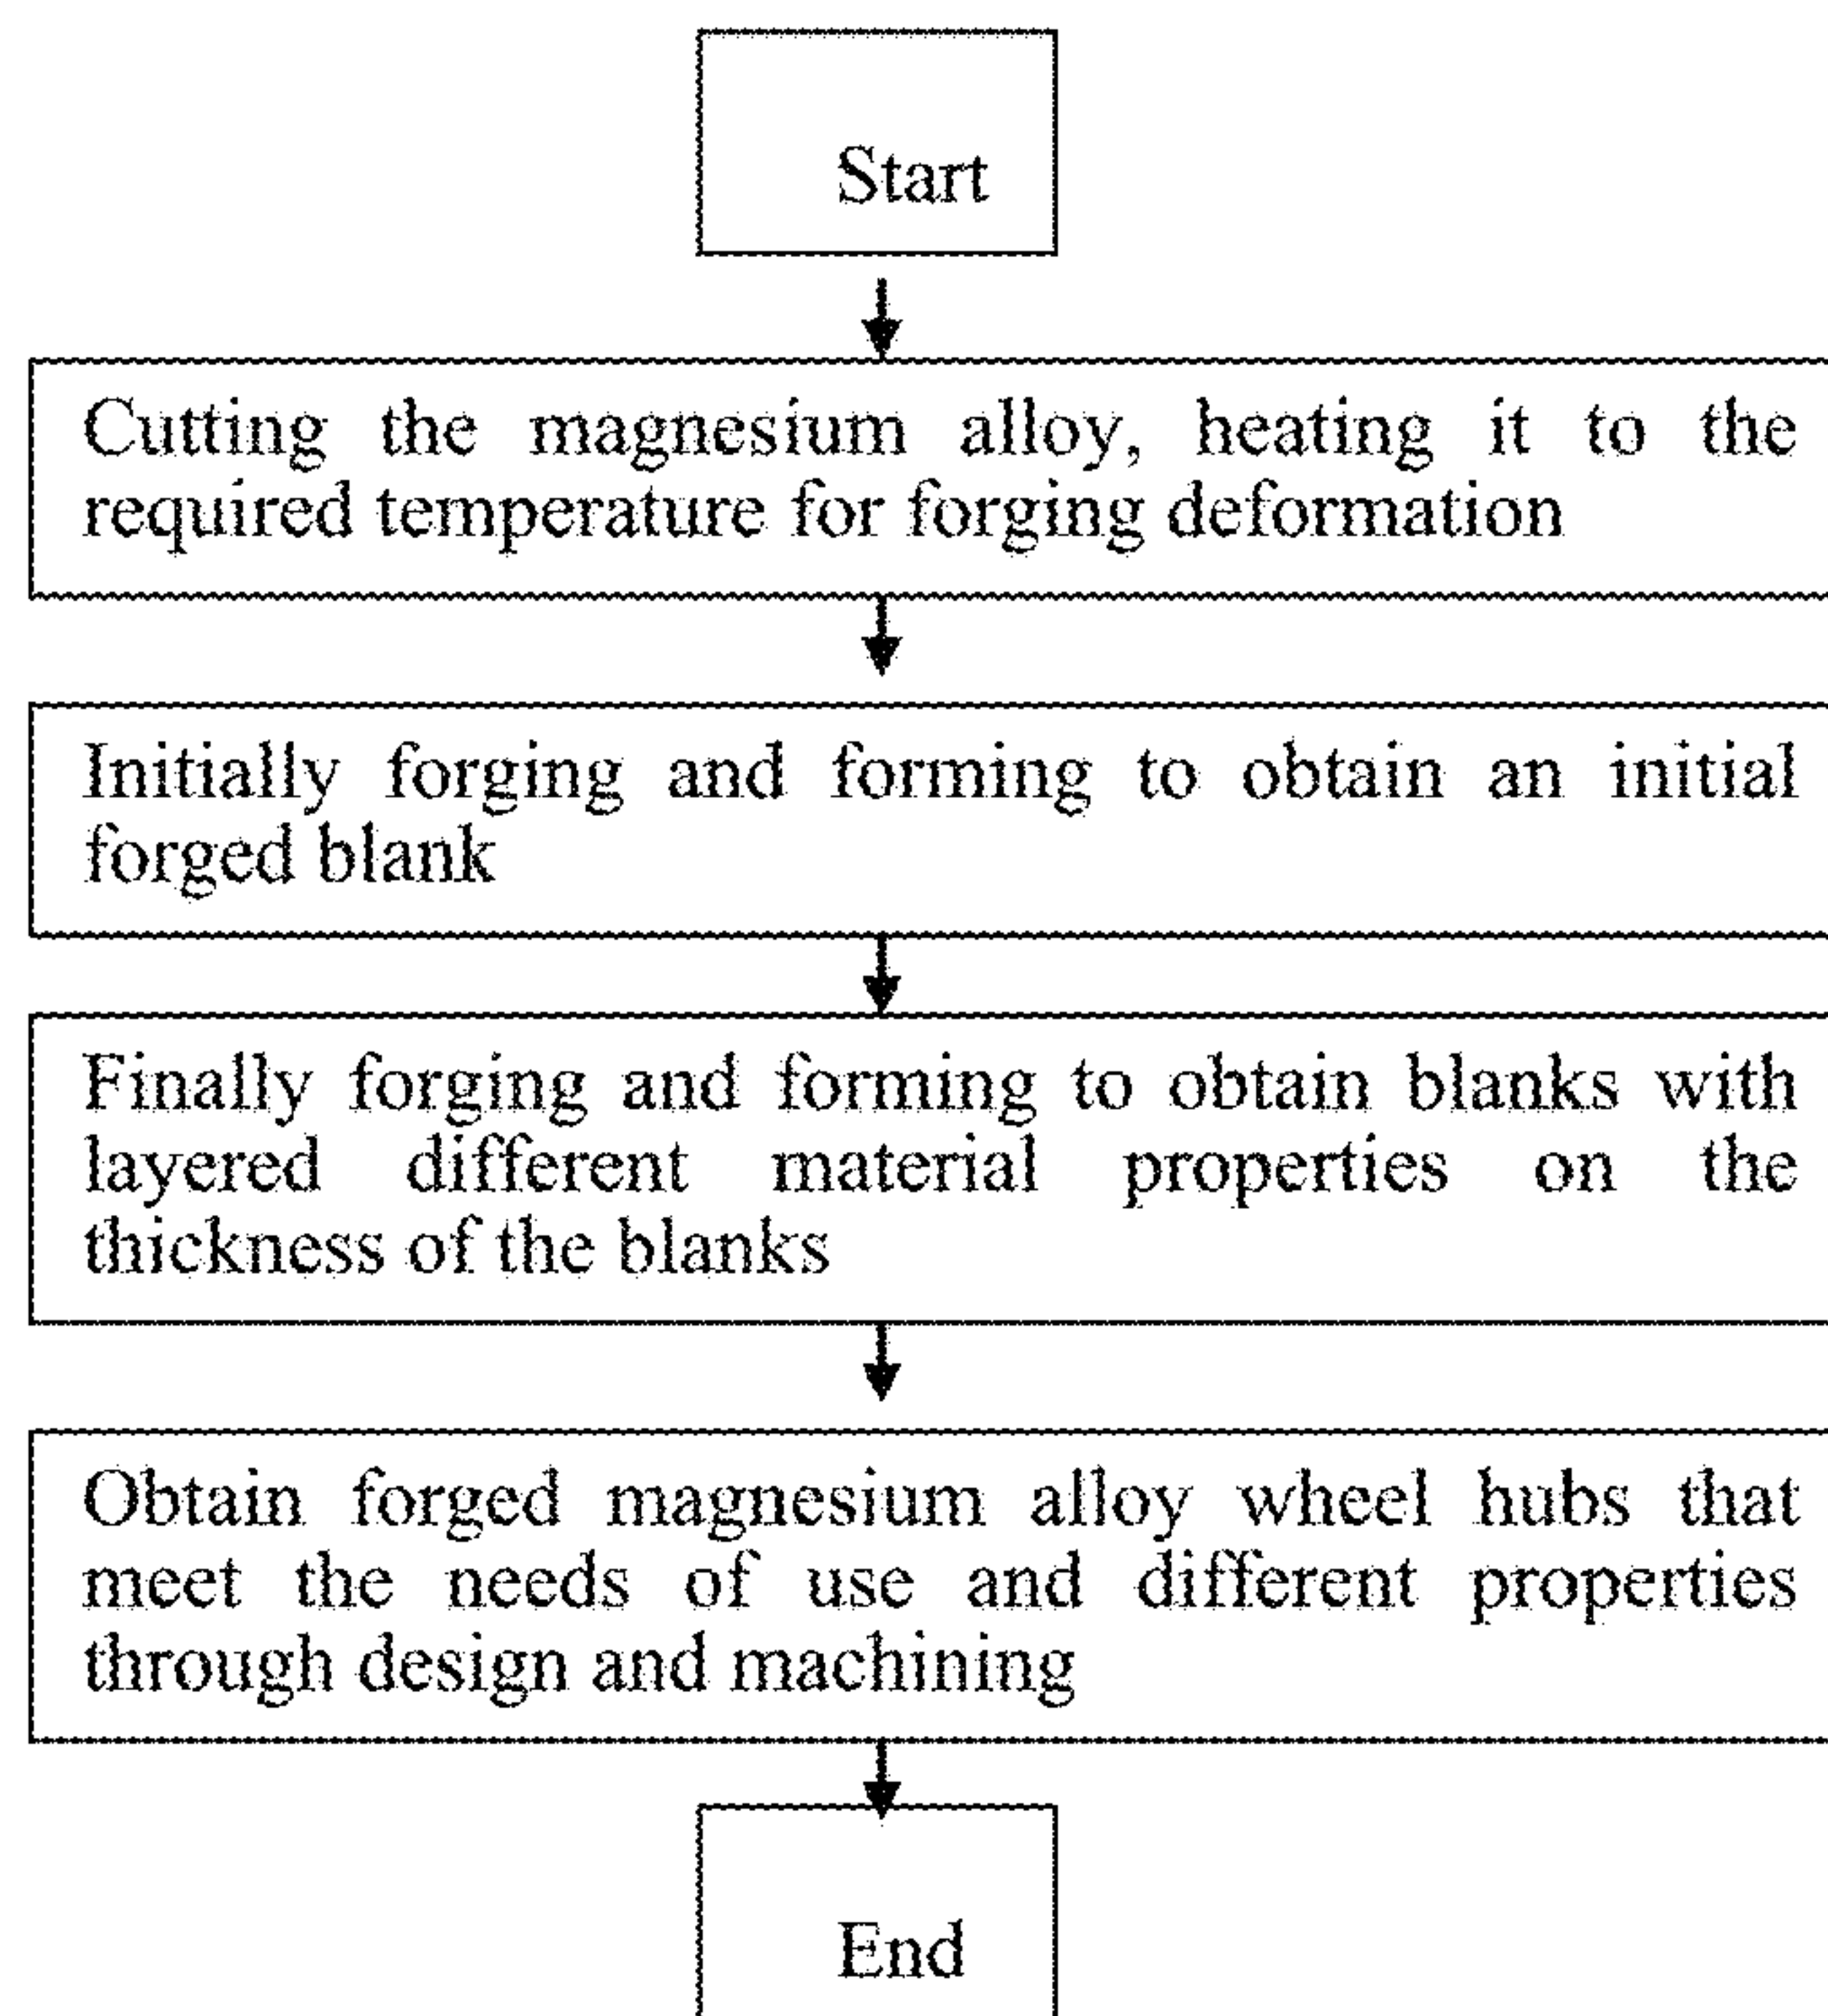 Start
Cutting the magnesium alloy, heating it to the
required temperature for forging deformation
Initially forging and forming to obtain an initial
forged blank
Finally forging and forming to obtain blanks with
layered different material properties on the
thickness of the blanks
Obtain forged magnesium alloy wheel hubs that
meet the needs of use and different properties
through design and machining
End